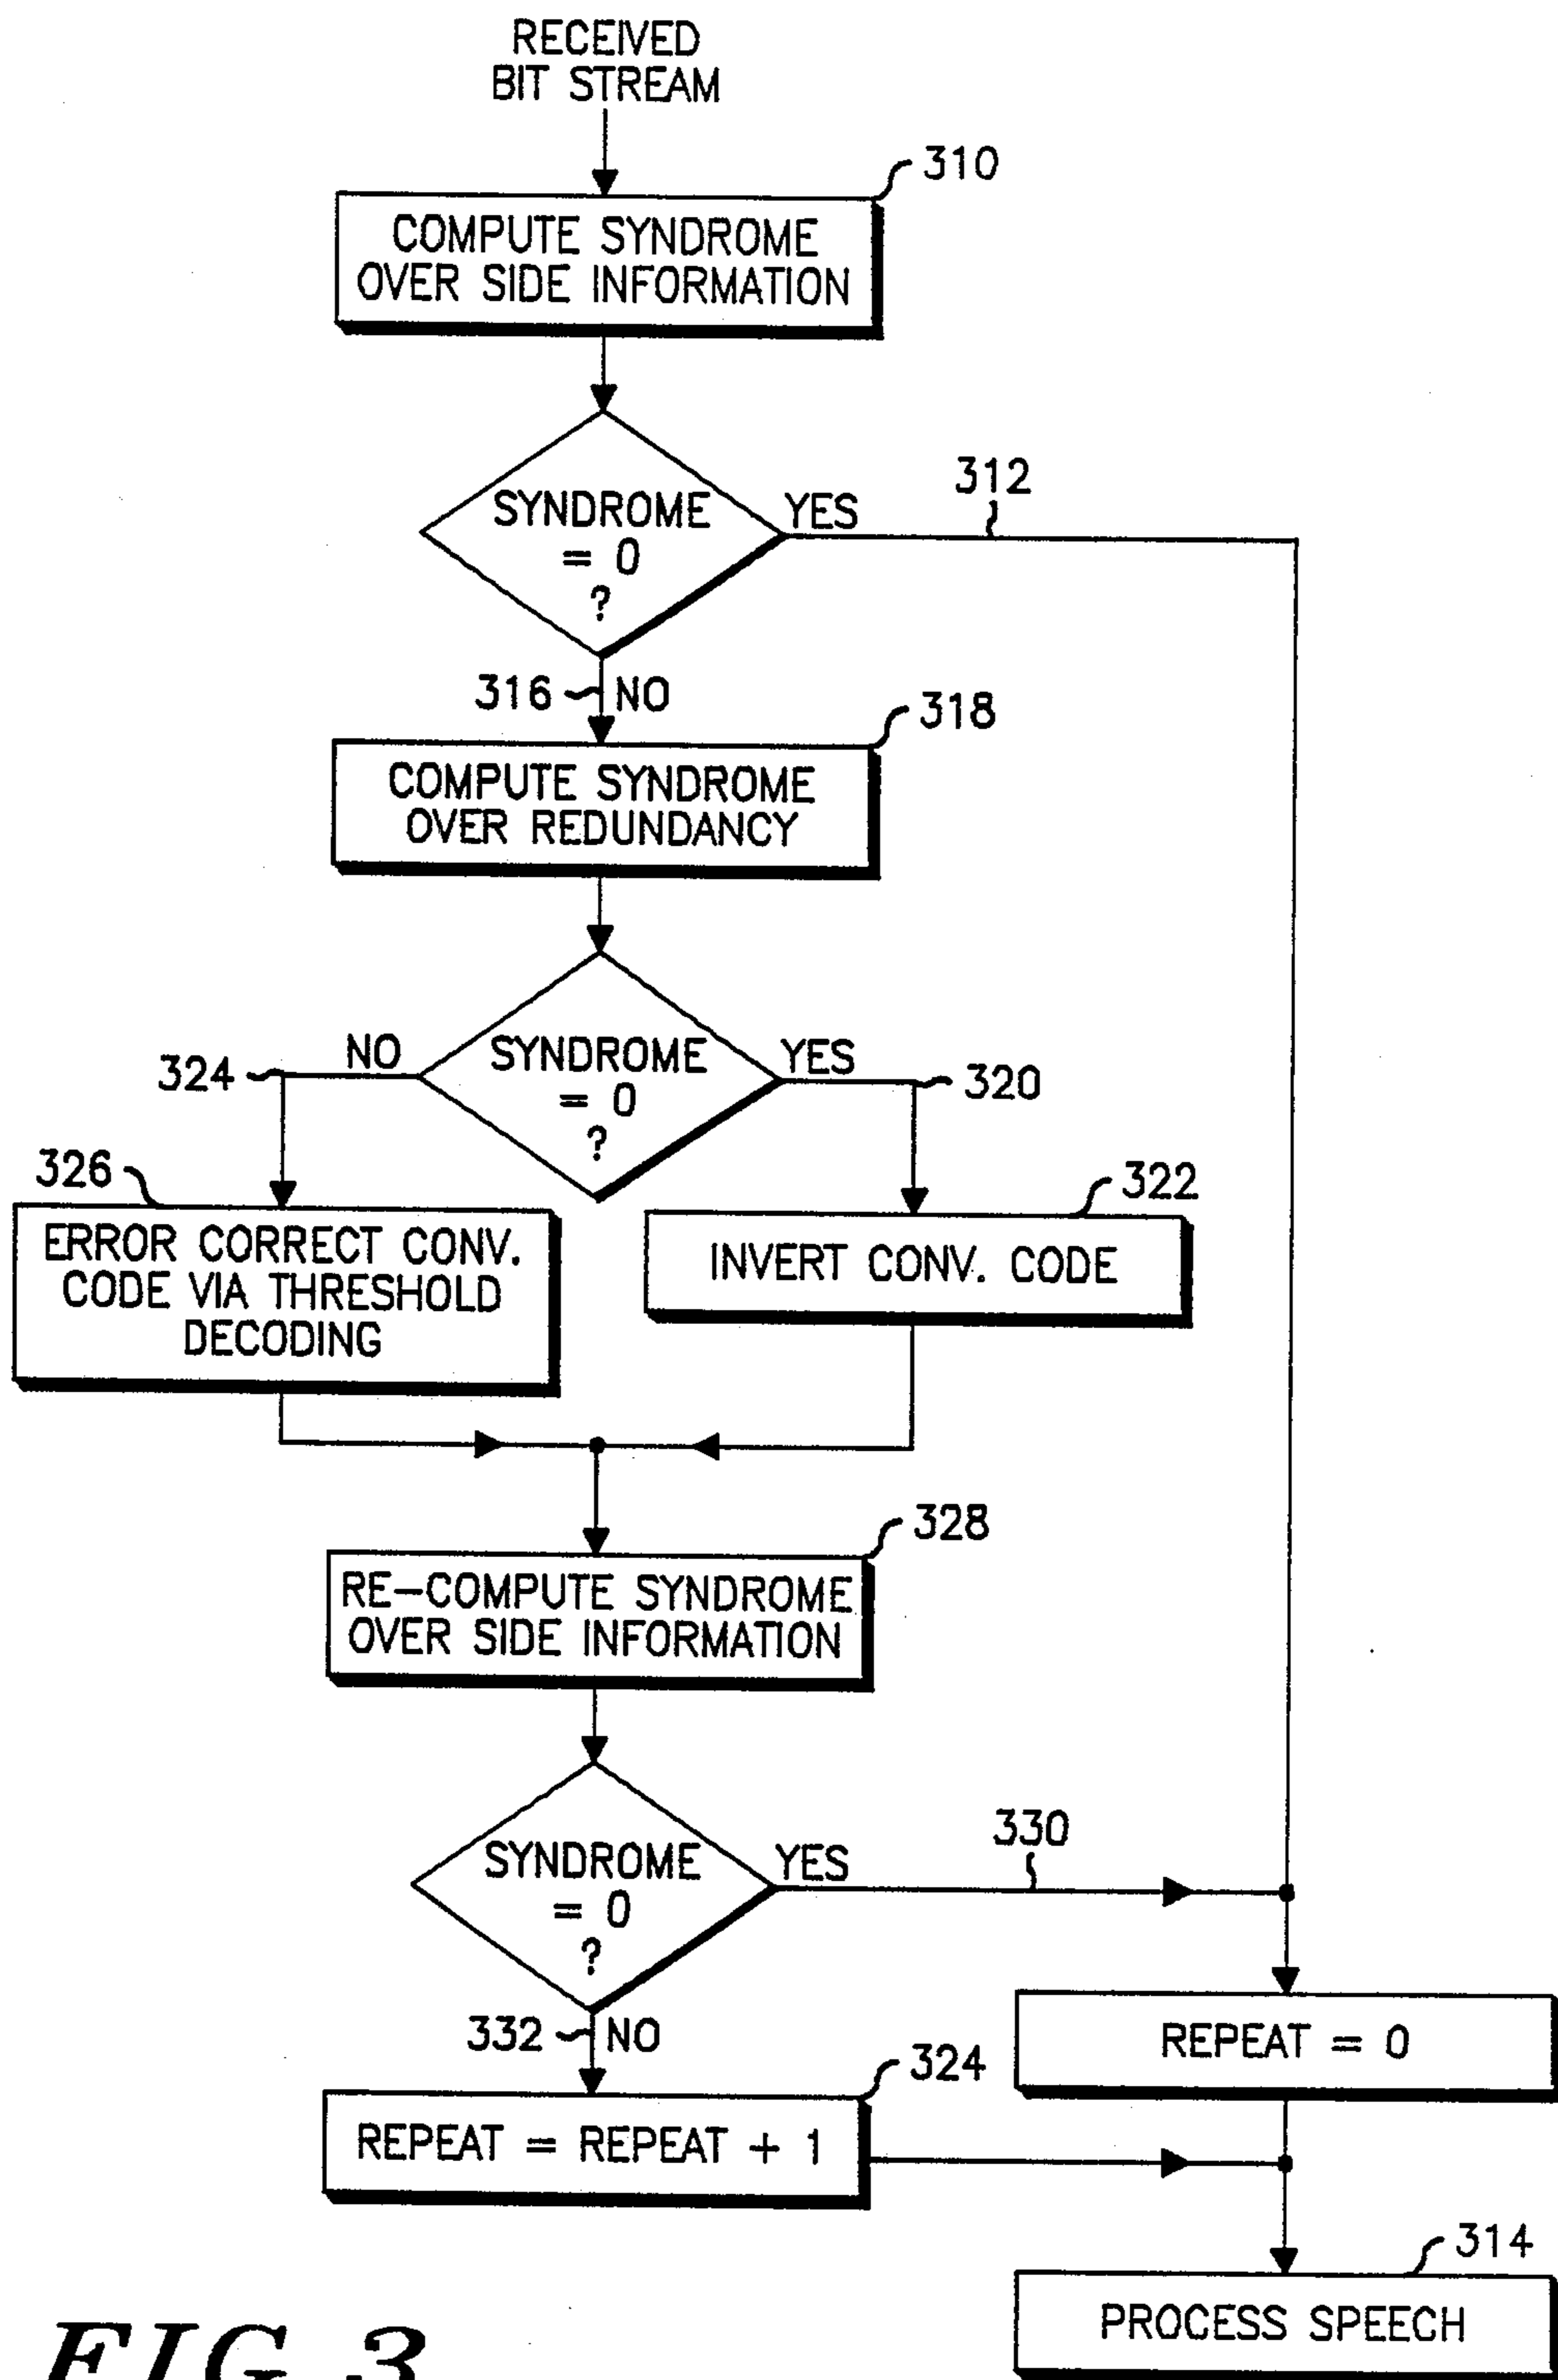 RECEIVED
BIT STREAM
310
COMPUTE SYNDROME
OVER SIDE INFORMATION
312
SYNDROME
= 0
?
YES
316
NO
318
COMPUTE SYNDROME
OVER REDUNDANCY
324
NO
SYNDROME
= 0
?
YES
320
326
ERROR CORRECT CONV.
CODE VIA THRESHOLD
DECODING
322
INVERT CONV. CODE
328
RE-COMPUTE SYNDROME
OVER SIDE INFORMATION
330
SYNDROME
= 0
?
YES
332
NO
REPEAT = 0
324
REPEAT = REPEAT + 1
314
PROCESS SPEECH
FIG.3